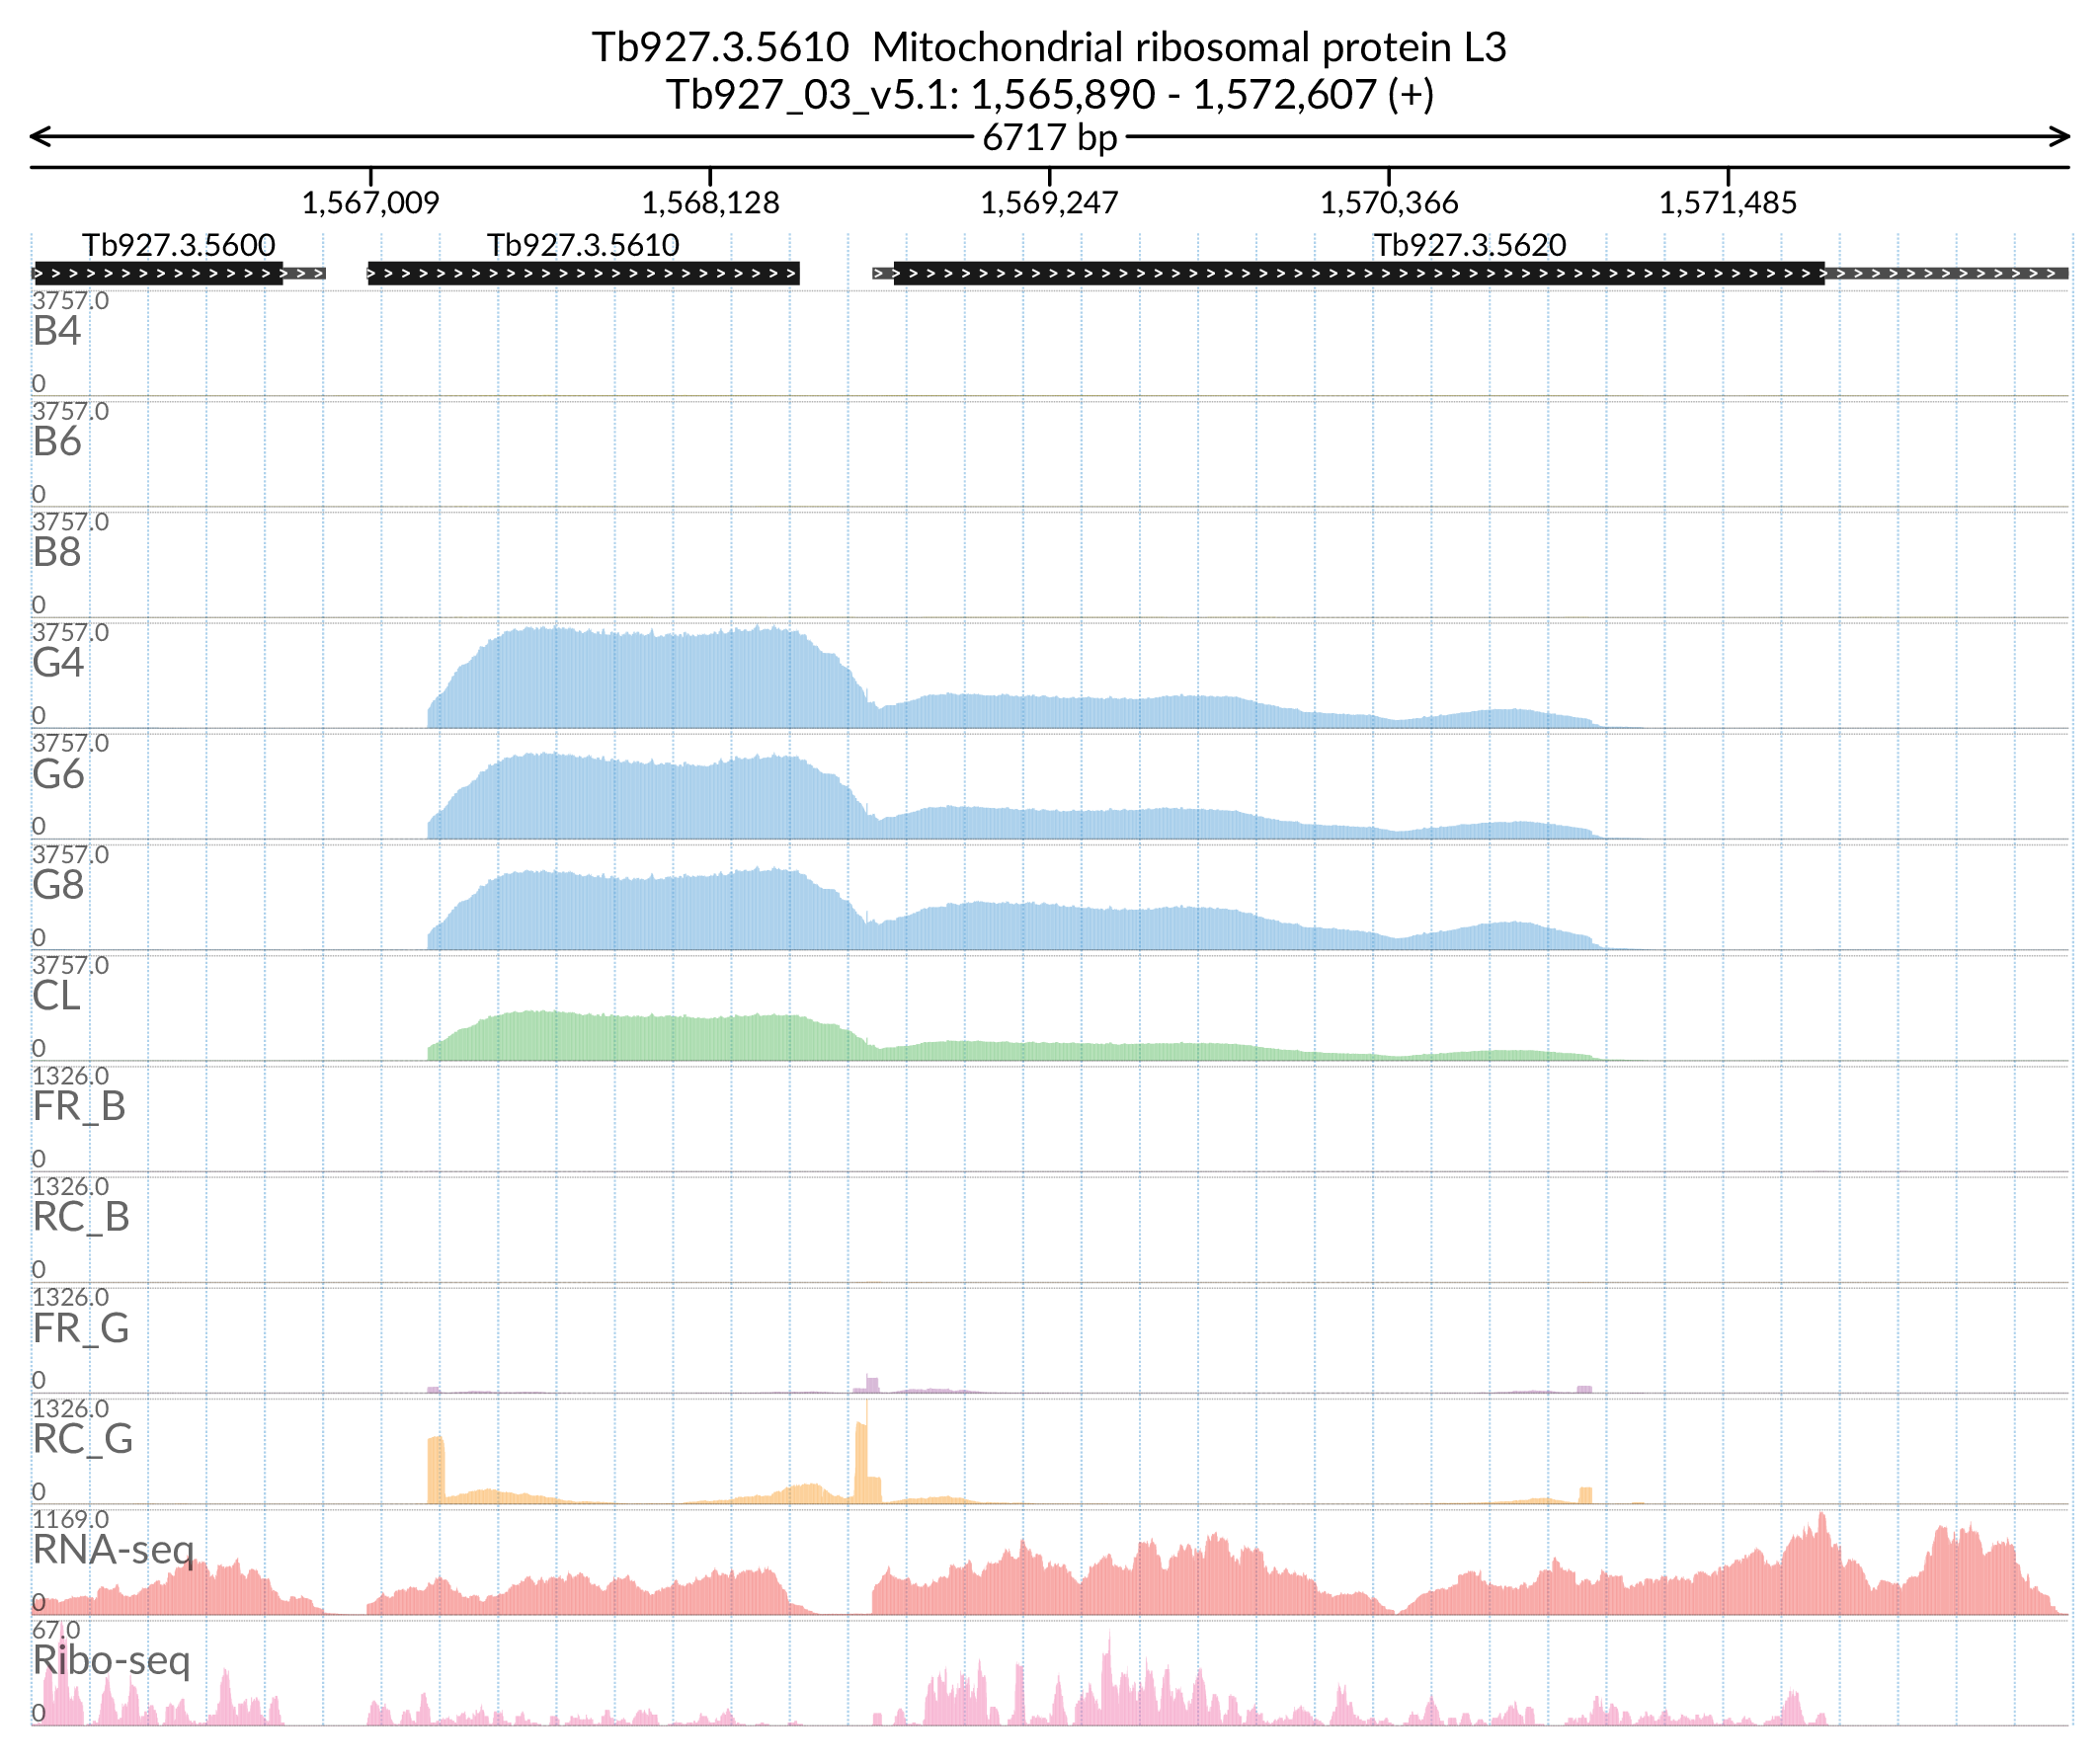 Tb927.3.5610  Mitochondrial ribosomal protein L3
Tb927_03_v5.1: 1,565,890 - 1,572,607 (+)
6717 bp
1,567,009 1,568,128 1,569,247 1,570,366 1,571,485
Tb927.3.5600 Tb927.3.5610 Tb927.3.5620
3757.0
B4
0
3757.0
B6
0
3757.0
B8
0
3757.0
G4
0
3757.0
G6
0
3757.0
G8
0
3757.0
CL
0
1326.0
FR_B
0
1326.0
RC_B
0
1326.0
FR_G
0
1326.0
RC_G
0
1169.0
RNA-seq
0
67.0
Ribo-seq
0